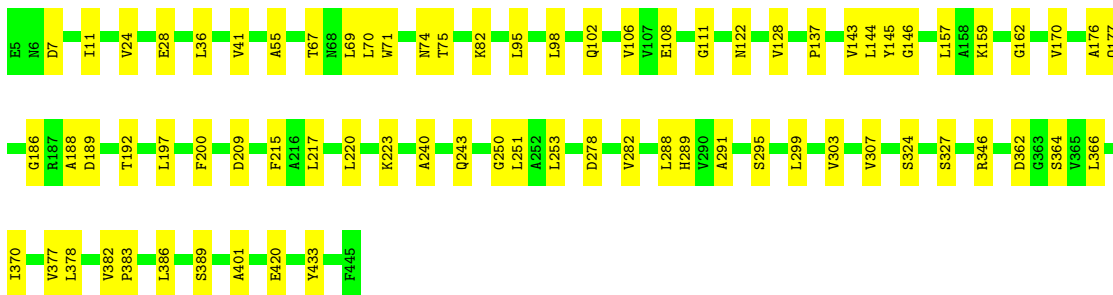 E5 N6 D7 I11 V24 E28 L36 V41 A55 T67 N68 L69 L70 W71 N74 T75 K82 L95 L98 Q102 V106 V107 E108 G111 N122 V128 P137 V143 L144 Y145 G146 L157 A158 K159 G162 V170 A176
G186 R187 A188 D189 T192 L197 F200 D209 F215 A216 L217 L220 K223 A240 Q243 G250 L251 A252 L253 D278 V282 L288 H289 V290 A291 S295 L299 V303 V307 S324 S327 R346 D362 G363 S364 V365 L366
I370 V377 L378 V382 P383 L386 S389 A401 E420 Y433 F445